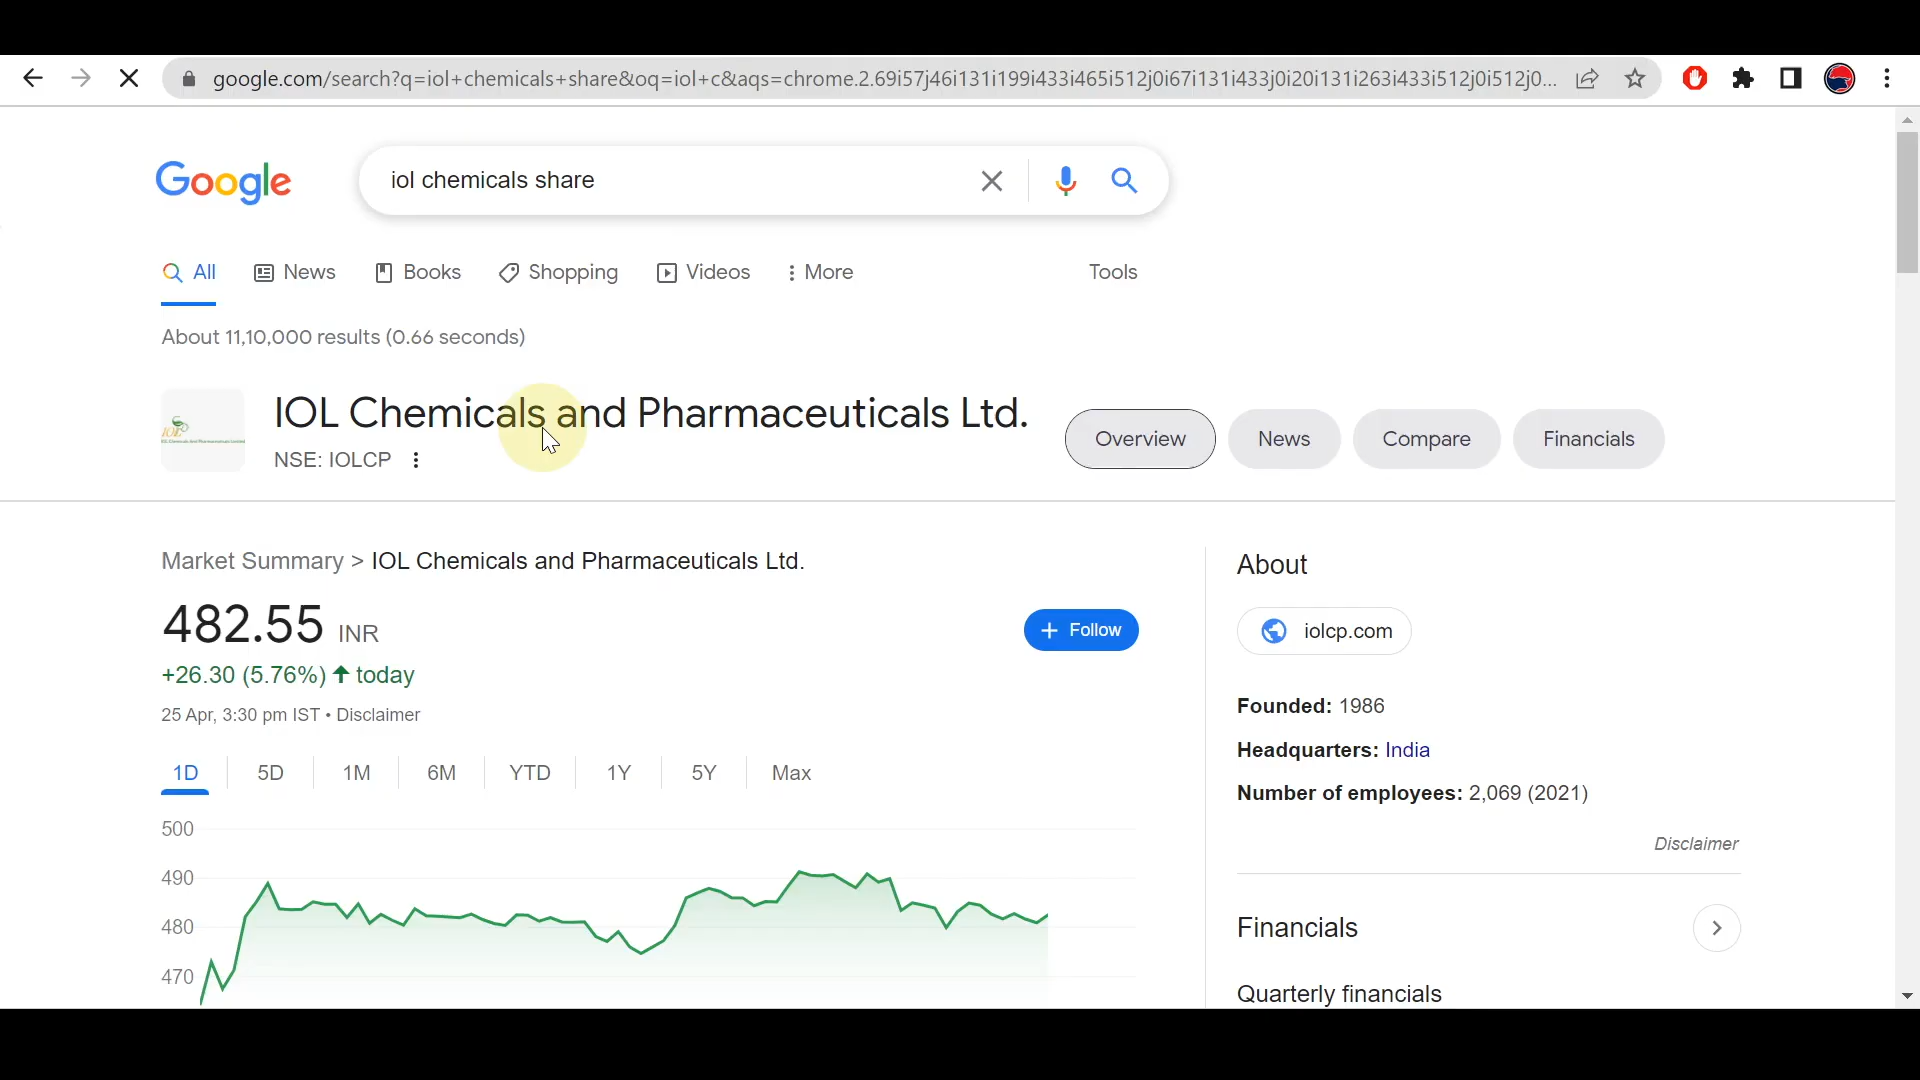 google.com/search?q=iol+chemicals+share&oq=iol+c&aqs=chrome.2.69i57j46i131i199i433i465i512j0i67i131i433j0i20i131i263i433i512j0i512j0...
Google
iol chemicals share
All News Books Shopping Videos More Tools
About 11,10,000 results (0.66 seconds)
IOL Chemicals and Pharmaceuticals Ltd.
NSE: IOLCP
Overview News Compare Financials
Market Summary > IOL Chemicals and Pharmaceuticals Ltd.
482.55 INR
+ Follow
+26.30 (5.76%) today
25 Apr, 3:30 pm IST • Disclaimer
1D 5D 1M 6M YTD 1Y 5Y Max
500
490
480
470
About
iolcp.com
Founded: 1986
Headquarters: India
Number of employees: 2,069 (2021)
Disclaimer
Financials
Quarterly financials